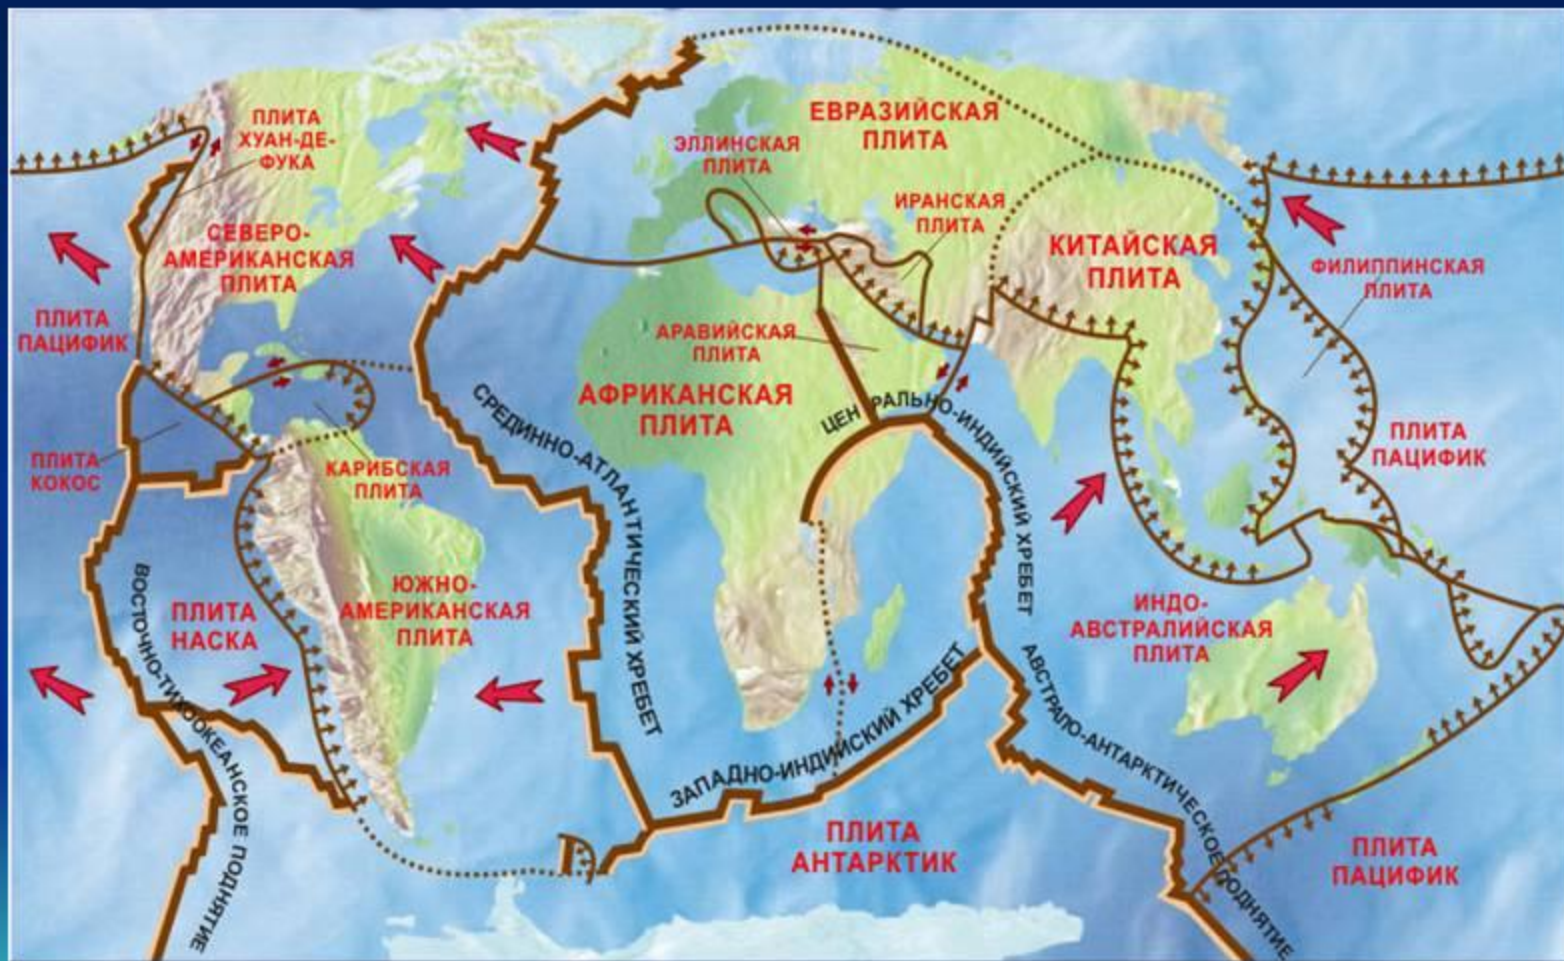 ПЛИТА
ХУАН-ДЕ-
ФУКА
ЭЛЛИНСКАЯ
ПЛИТА
ЕВРАЗИЙСКАЯ
ПЛИТА
ИРАНСКАЯ
ПЛИТА
СЕВЕРО-
АМЕРИКАНСКАЯ
ПЛИТА
КИТАЙСКАЯ
ПЛИТА
ФИЛИППИНСКАЯ
ПЛИТА
ПЛИТА
ПАЦИФИК
АРАВИЙСКАЯ
ПЛИТА
АФРИКАНСКАЯ
ПЛИТА
ЦЕН РАЛЬНО-ИНДИЙСКИЙ ХРЕБЕТ
СРЕДИННО-АТЛАНТИЧЕСКИЙ ХРЕБЕТ
ПЛИТА
КОКОС
КАРИБСКАЯ
ПЛИТА
ПЛИТА
ПАЦИФИК
ВОСТОЧНО-ТИХООКЕАНСКОЕ ПОДНЯТИЕ
ПЛИТА
НАСКА
ЮЖНО-
АМЕРИКАНСКАЯ
ПЛИТА
ИНДО-
АВСТРАЛИЙСКАЯ
ПЛИТА
ЗАПАДНО-ИНДИЙСКИЙ ХРЕБЕТ
АВСТРАЛО-АНТАРКТИЧЕСКОЕ ПОДНЯТИЕ
ПЛИТА
АНТАРКТИК
ПЛИТА
ПАЦИФИК